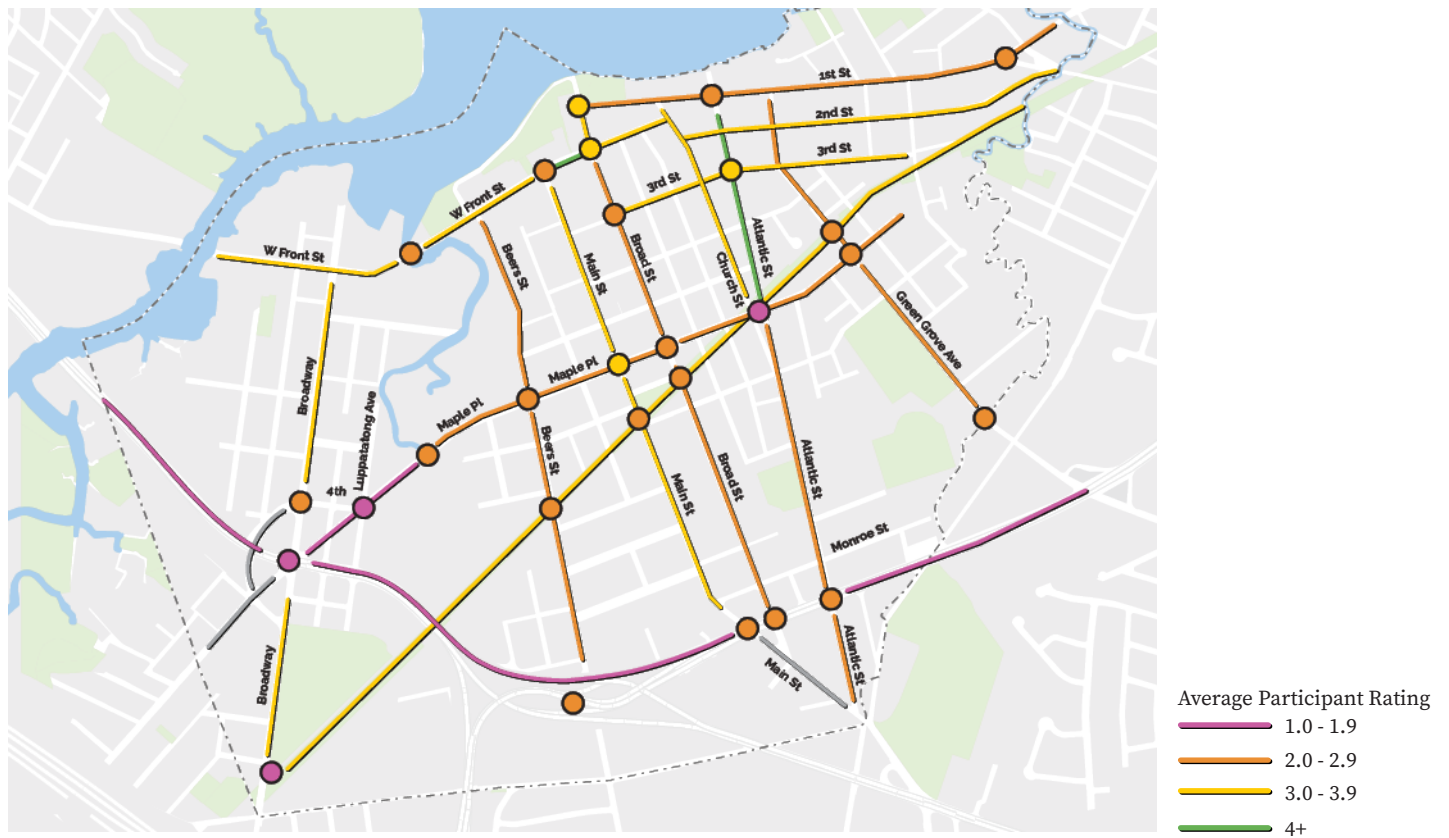 1st St
2nd St
3rd St
3rd St
W Front St
W Front St
Beers St
Main St
Broad St
Atlantic St
Church St
Green Grove Ave
Broadway
Maple Pl
Maple Pl
Luppatatong Ave
4th
Beers St
Main St
Broad St
Atlantic St
Monroe St
Broadway
Main St
Atlantic St
Average Participant Rating
1.0 - 1.9
2.0 - 2.9
3.0 - 3.9
4+